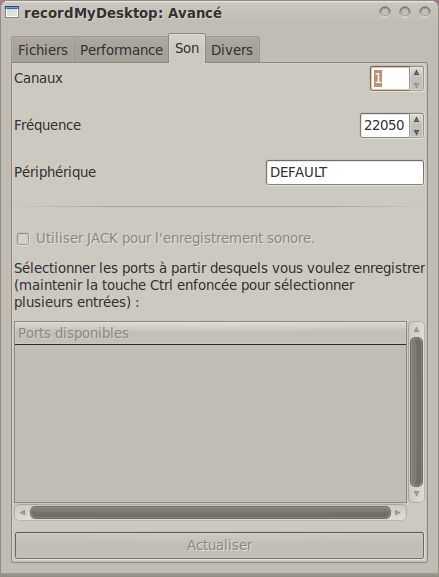 recordMyDesktop: Avancé
Fichiers Performance Son Divers
Canaux 1
Fréquence 22050
Périphérique DEFAULT
Utiliser JACK pour l'enregistrement sonore.
Sélectionner les ports à partir desquels vous voulez enregistrer
(maintenir la touche Ctrl enfoncée pour sélectionner
plusieurs entrées) :
Ports disponibles
Actualiser